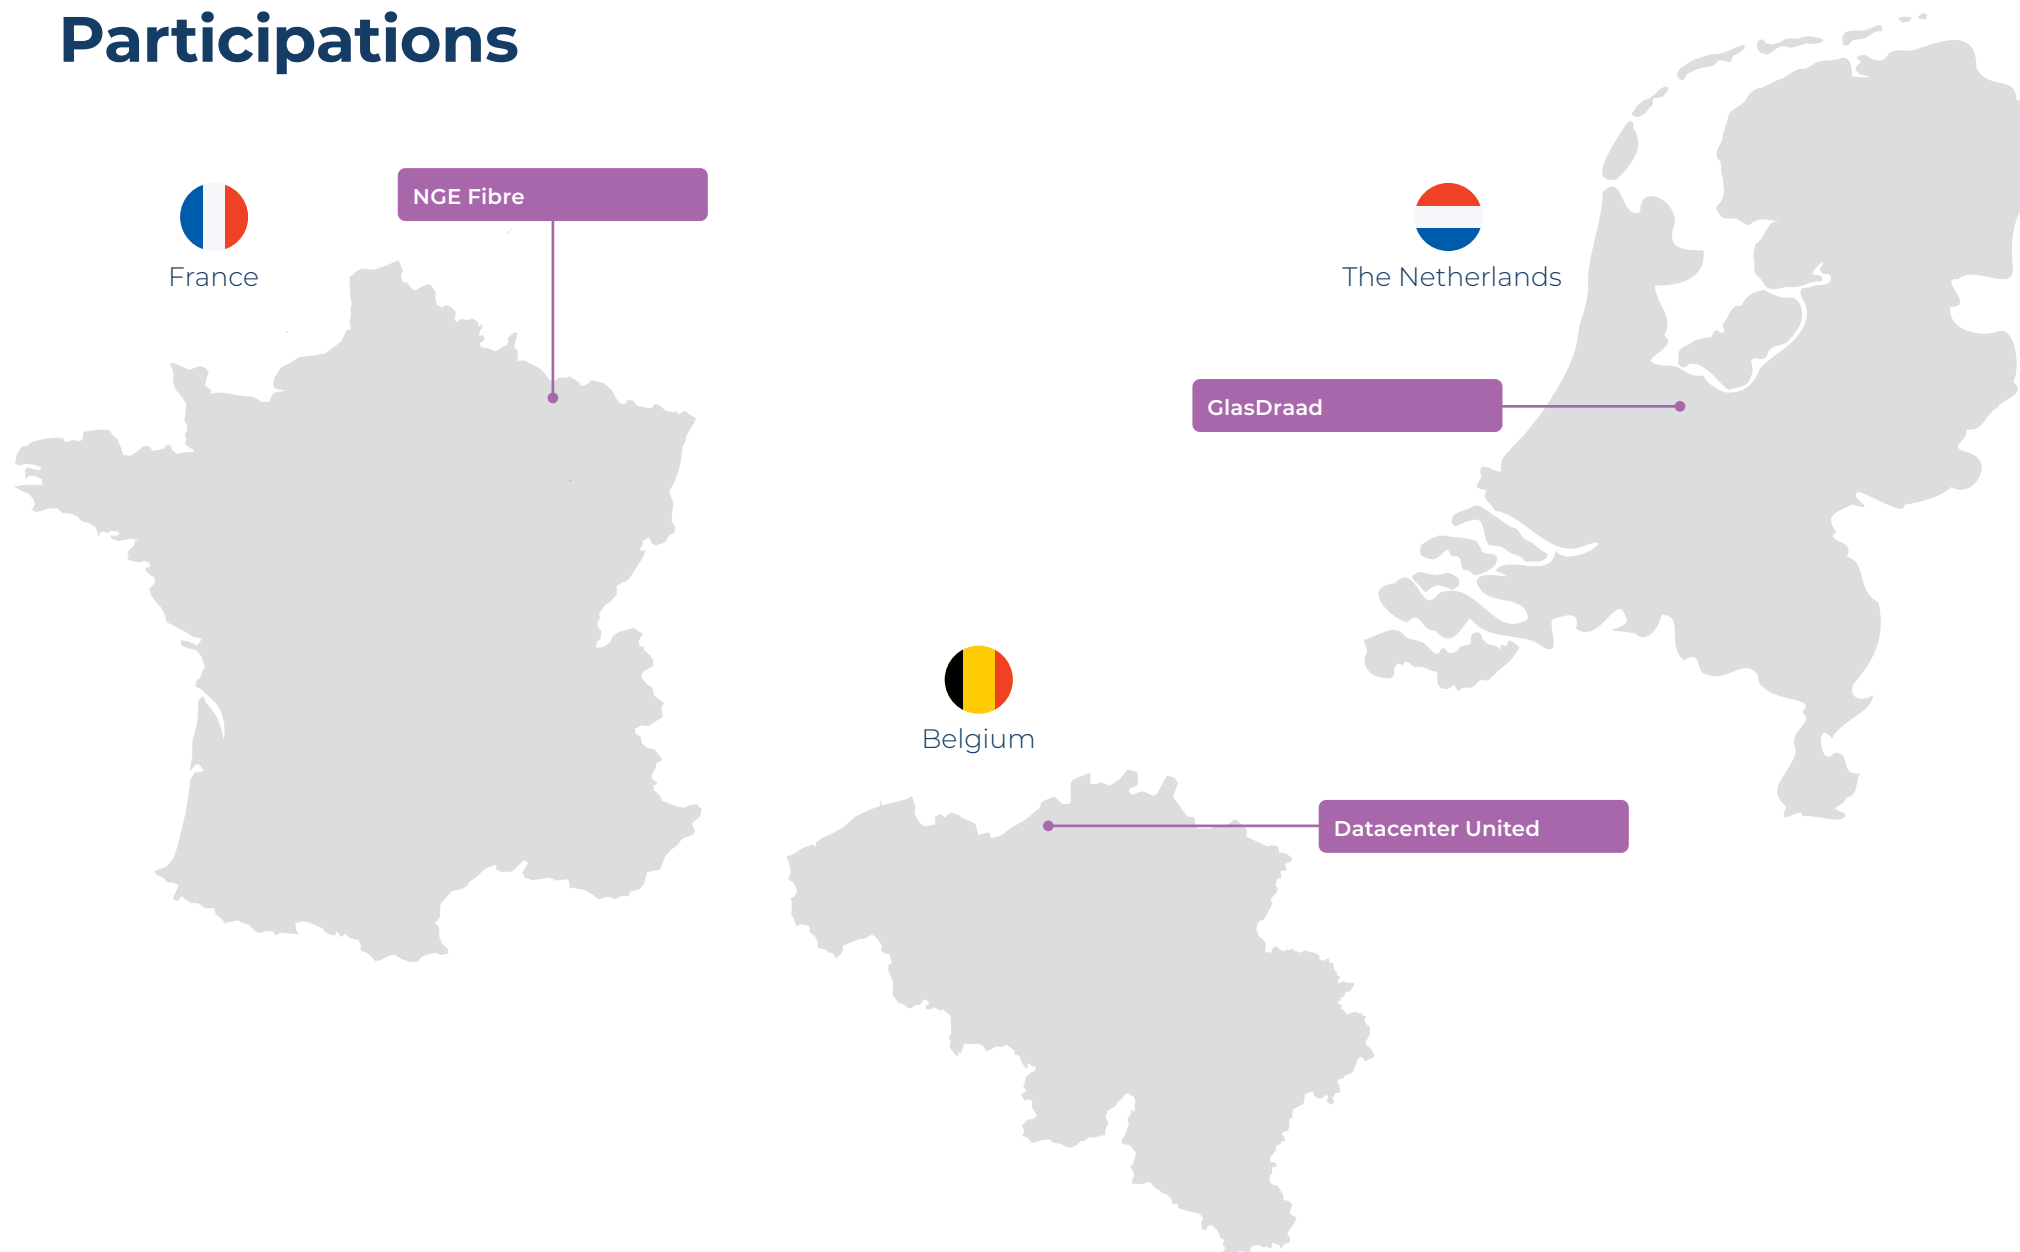 Participations
NGE Fibre
France
The Netherlands
GlasDraad
Belgium
Datacenter United